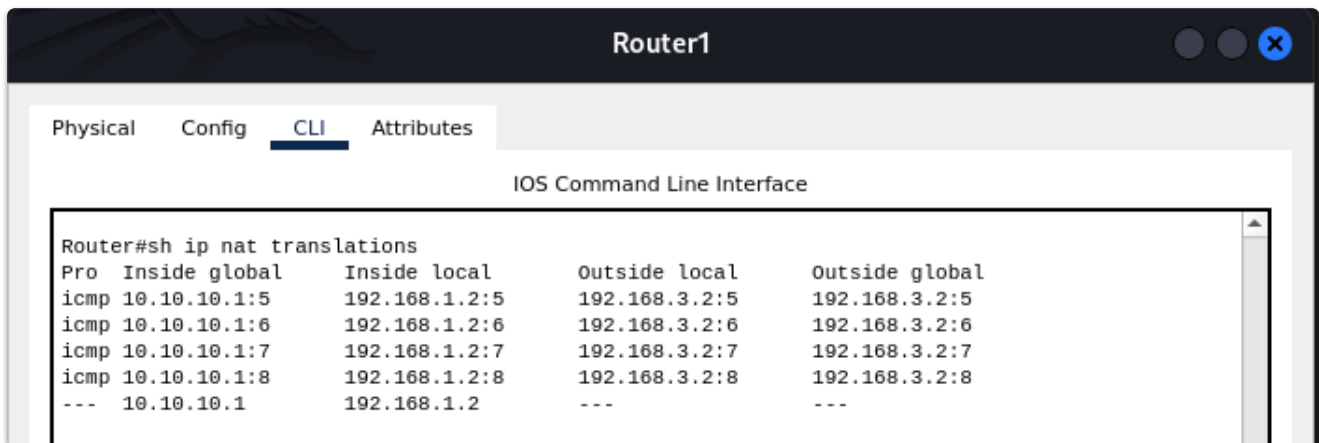 Router1
Physical Config CLI Attributes
IOS Command Line Interface
Router#sh ip nat translations
Pro  Inside global     Inside local       Outside local      Outside global
icmp 10.10.10.1:5      192.168.1.2:5      192.168.3.2:5      192.168.3.2:5
icmp 10.10.10.1:6      192.168.1.2:6      192.168.3.2:6      192.168.3.2:6
icmp 10.10.10.1:7      192.168.1.2:7      192.168.3.2:7      192.168.3.2:7
icmp 10.10.10.1:8      192.168.1.2:8      192.168.3.2:8      192.168.3.2:8
---  10.10.10.1        192.168.1.2        ---                ---